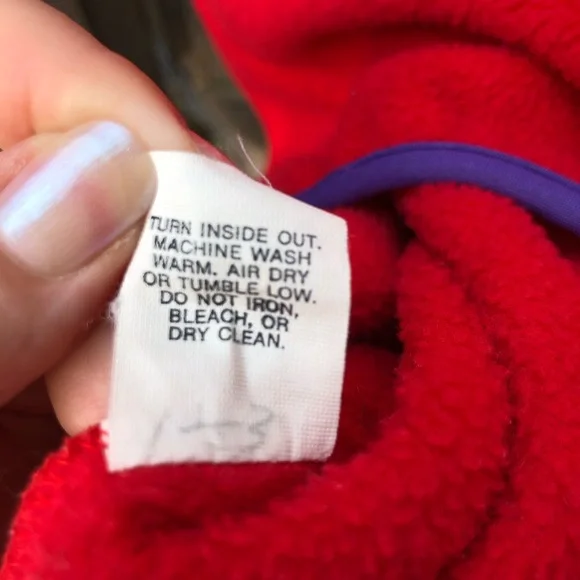 TURN INSIDE OUT.
MACHINE WASH
WARM. AIR DRY
OR TUMBLE LOW.
DO NOT IRON,
BLEACH, OR
DRY CLEAN.